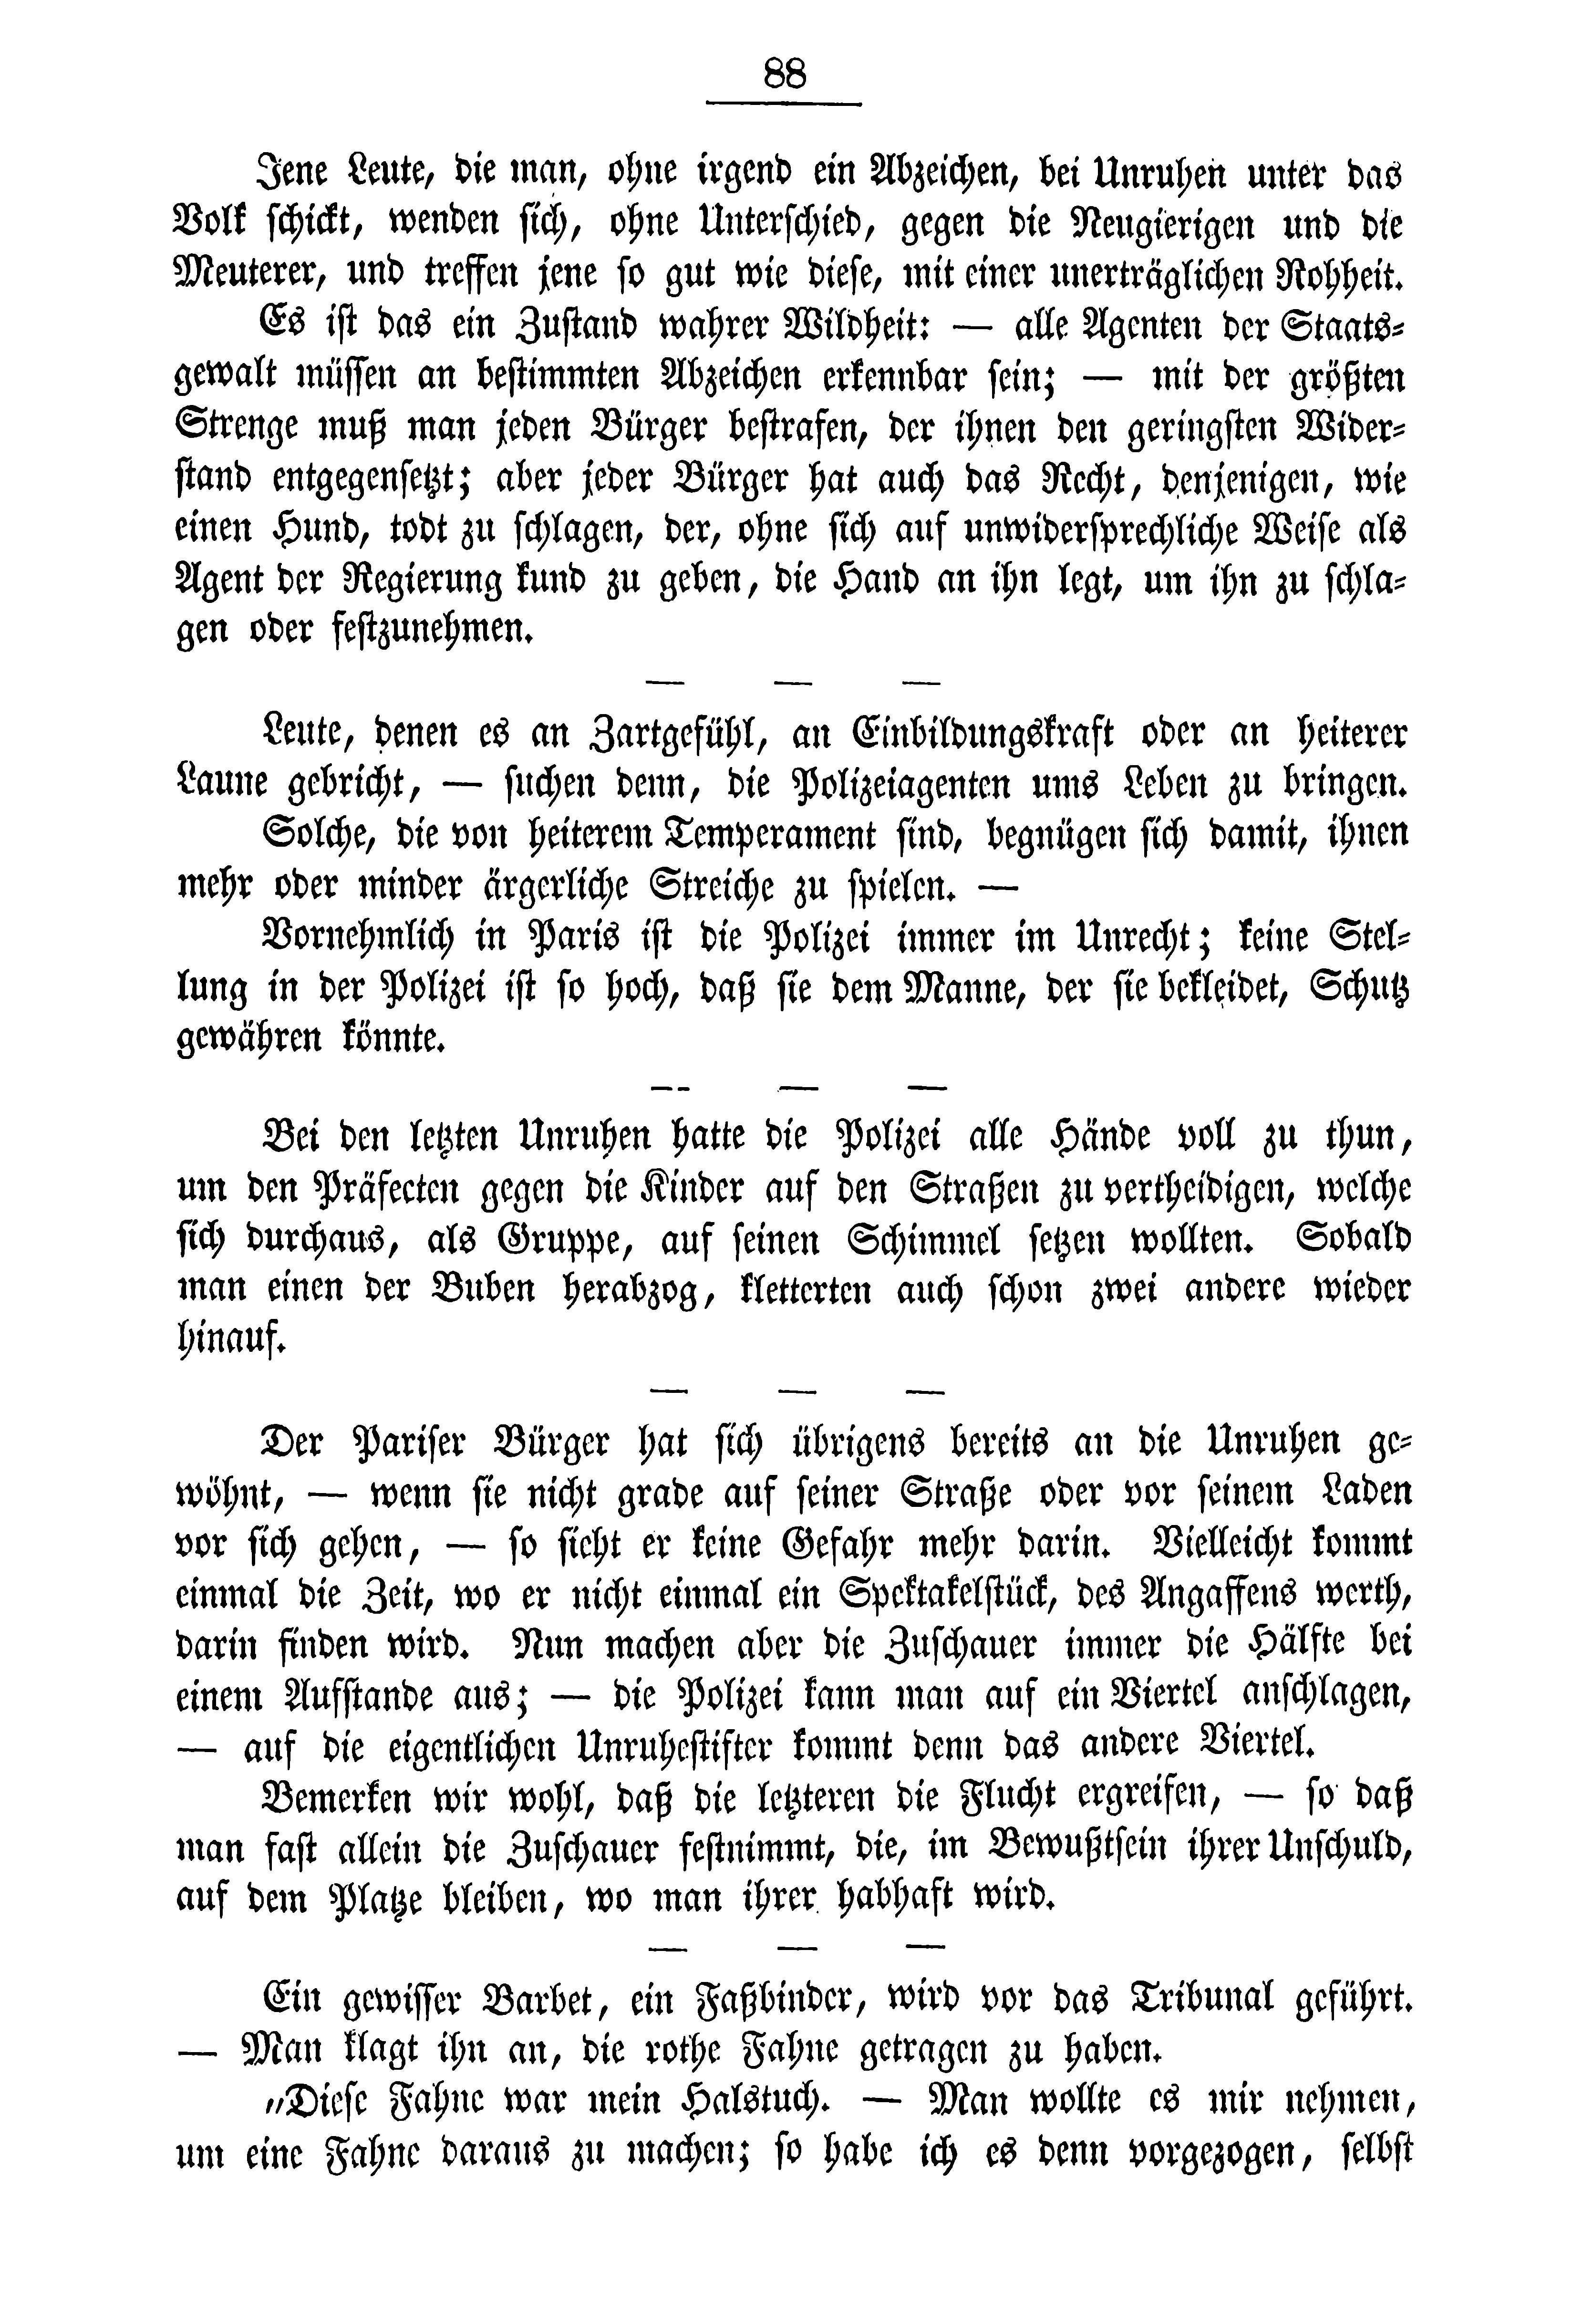 88
Jene Leute, die man, ohne irgend ein Abzeichen, bei Unruhen unter das
Volk schickt, wenden sich, ohne Unterschied, gegen die Neugierigen und die
Meuterer, und treffen jene so gut wie diese, mit einer unerträglichen Rohheit.
Es ist das ein Zustand wahrer Wildheit: — alle Agenten der Staats-
gewalt müssen an bestimmten Abzeichen erkennbar sein; — mit der größten
Strenge muß man jeden Bürger bestrafen, der ihnen den geringsten Wider-
stand entgegensetzt; aber jeder Bürger hat auch das Recht, denjenigen, wie
einen Hund, todt zu schlagen, der, ohne sich auf unwidersprechliche Weise als
Agent der Regierung kund zu geben, die Hand an ihn legt, um ihn zu schla-
gen oder festzunehmen.
— — —
Leute, denen es an Zartgefühl, an Einbildungskraft oder an heiterer
Laune gebricht, — suchen denn, die Polizeiagenten ums Leben zu bringen.
Solche, die von heiterem Temperament sind, begnügen sich damit, ihnen
mehr oder minder ärgerliche Streiche zu spielen. —
Vornehmlich in Paris ist die Polizei immer im Unrecht; keine Stel-
lung in der Polizei ist so hoch, daß sie dem Manne, der sie bekleidet, Schutz
gewähren könnte.
— — —
Bei den letzten Unruhen hatte die Polizei alle Hände voll zu thun,
um den Präfecten gegen die Kinder auf den Straßen zu vertheidigen, welche
sich durchaus, als Gruppe, auf seinen Schimmel setzen wollten. Sobald
man einen der Buben herabzog, kletterten auch schon zwei andere wieder
hinauf.
— — —
Der Pariser Bürger hat sich übrigens bereits an die Unruhen ge-
wöhnt, — wenn sie nicht grade auf seiner Straße oder vor seinem Laden
vor sich gehen, — so sieht er keine Gefahr mehr darin. Vielleicht kommt
einmal die Zeit, wo er nicht einmal ein Spektakelstück, des Angaffens werth,
darin finden wird. Nun machen aber die Zuschauer immer die Hälfte bei
einem Aufstande aus; — die Polizei kann man auf ein Viertel anschlagen,
— auf die eigentlichen Unruhestifter kommt denn das andere Viertel.
Bemerken wir wohl, daß die letzteren die Flucht ergreifen, — so daß
man fast allein die Zuschauer festnimmt, die, im Bewußtsein ihrer Unschuld,
auf dem Platze bleiben, wo man ihrer habhaft wird.
— — —
Ein gewisser Barbet, ein Faßbinder, wird vor das Tribunal geführt.
— Man klagt ihn an, die rothe Fahne getragen zu haben.
„Diese Fahne war mein Halstuch. — Man wollte es mir nehmen,
um eine Fahne daraus zu machen; so habe ich es denn vorgezogen, selbst